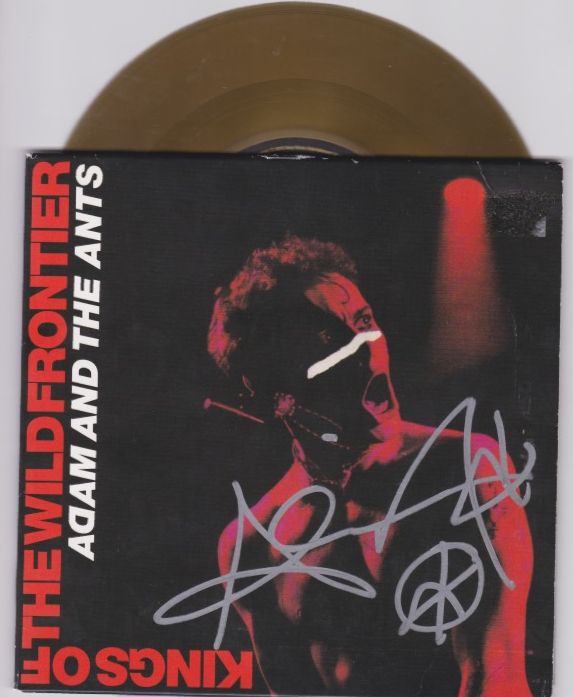 KINGS OF
THE WILD FRONTIER
ADAM AND THE ANTS